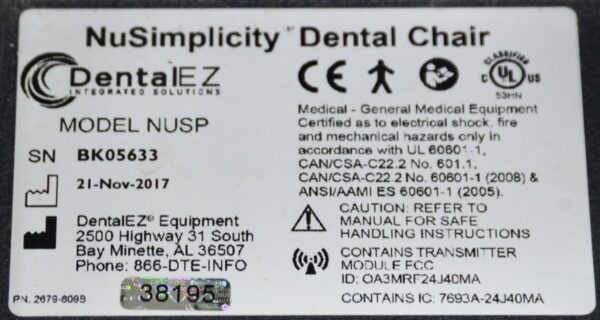 NuSimplicity™ Dental Chair
DentalEZ
INTEGRATED SOLUTIONS
MODEL NUSP
SN BK05633
21-Nov-2017
DentalEZ® Equipment
2500 Highway 31 South
Bay Minette, AL 36507
Phone: 866-DTE-INFO
PN. 2679-809B
38195
CE
CLASSIFIED
C UL US
53HN
Medical - General Medical Equipment
Certified as to electrical shock, fire
and mechanical hazards only in
accordance with UL 60601-1,
CAN/CSA-C22.2 No. 601.1,
CAN/CSA-C22.2 No. 60601-1 (2008) &
ANSI/AAMI ES 60601-1 (2005).
CAUTION: REFER TO
MANUAL FOR SAFE
HANDLING INSTRUCTIONS
CONTAINS TRANSMITTER
MODULE FCC
ID: OA3MRF24J40MA
CONTAINS IC: 7693A-24J40MA